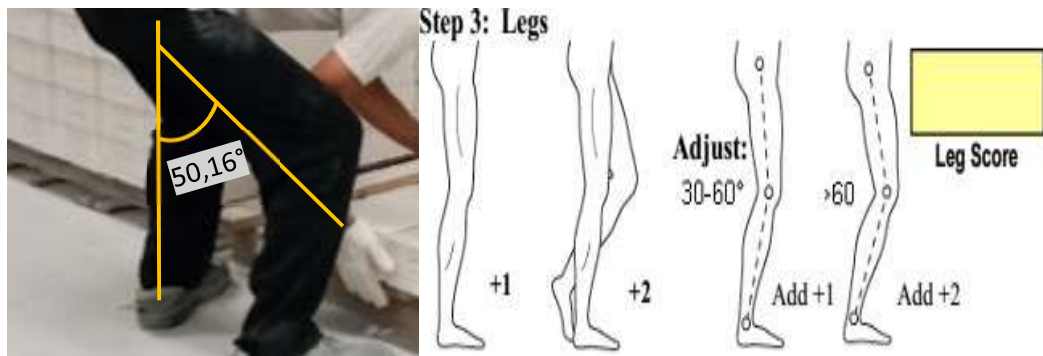 50,16°
Step 3: Legs
+1
+2
Adjust:
30-60°
Add +1
>60
Add +2
Leg Score